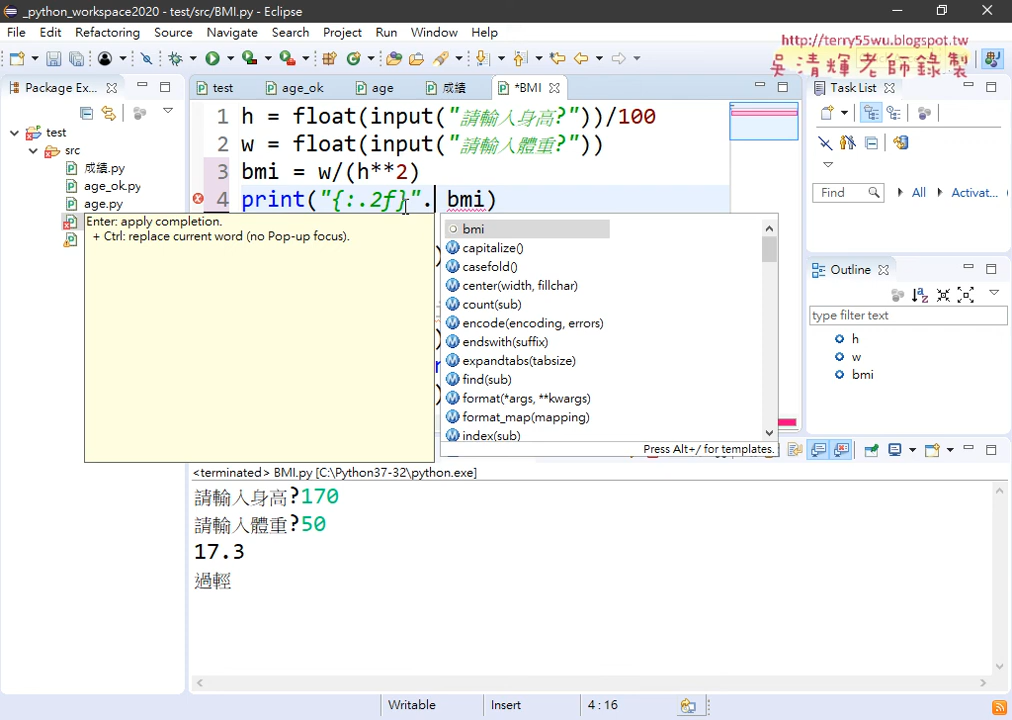 _python_workspace2020 - test/src/BMI.py - Eclipse
File Edit Refactoring Source Navigate Search Project Run Window Help
http://terry55wu.blogspot.tw
吳清輝老師錄製
Package Ex...
test
age_ok
age
成績
*BMI
Task List
test
src
成績.py
age_ok.py
age.py
1 h = float(input("請輸入身高?"))/100
2 w = float(input("請輸入體重?"))
3 bmi = w/(h**2)
4 print("{:.2f}". bmi)
Enter: apply completion.
+ Ctrl: replace current word (no Pop-up focus).
bmi
capitalize()
casefold()
center(width, fillchar)
count(sub)
encode(encoding, errors)
endswith(suffix)
expandtabs(tabsize)
find(sub)
format(*args, **kwargs)
format_map(mapping)
index(sub)
Press Alt+/ for templates.
Find
All
Activat...
Outline
type filter text
h
w
bmi
<terminated> BMI.py [C:\Python37-32\python.exe]
請輸入身高?170
請輸入體重?50
17.3
過輕
Writable
Insert
4 : 16